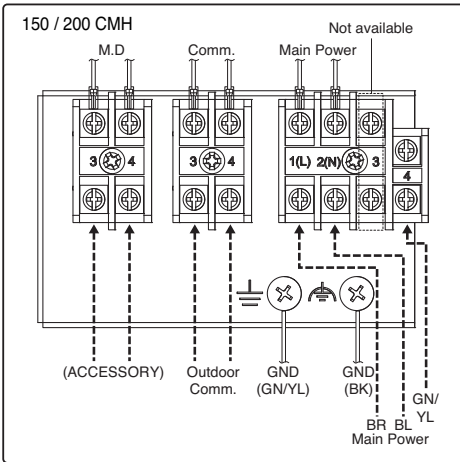 150 / 200 CMH
Not available
M.D
Comm.
Main Power
3
4
3
4
1(L)
2(N)
3
4
(ACCESSORY)
Outdoor
Comm.
GND
(GN/YL)
GND
(BK)
GN/
YL
BR
BL
Main Power